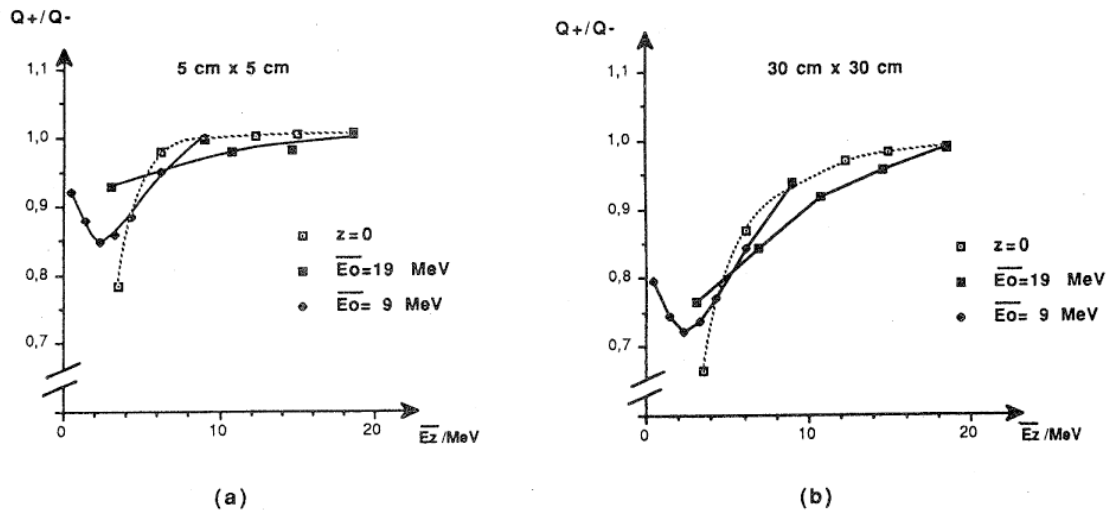 Q+/Q-
5 cm x 5 cm
1,1
1,0
0,9
0,8
0,7
z=0
Eo=19 MeV
Eo= 9 MeV
0
10
20
Ez/MeV
(a)
Q+/Q-
30 cm x 30 cm
1,1
1,0
0,9
0,8
0,7
z=0
Eo=19 MeV
Eo= 9 MeV
0
10
20
Ez/MeV
(b)